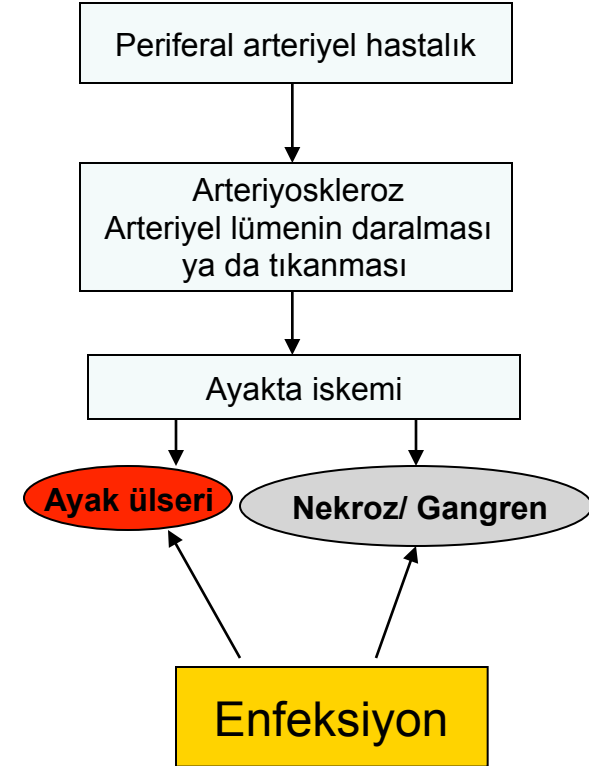 Periferal arteriyel hastalık
Arteriyoskleroz
Arteriyel lümenin daralması
ya da tıkanması
Ayakta iskemi
Ayak ülseri
Nekroz/ Gangren
Enfeksiyon